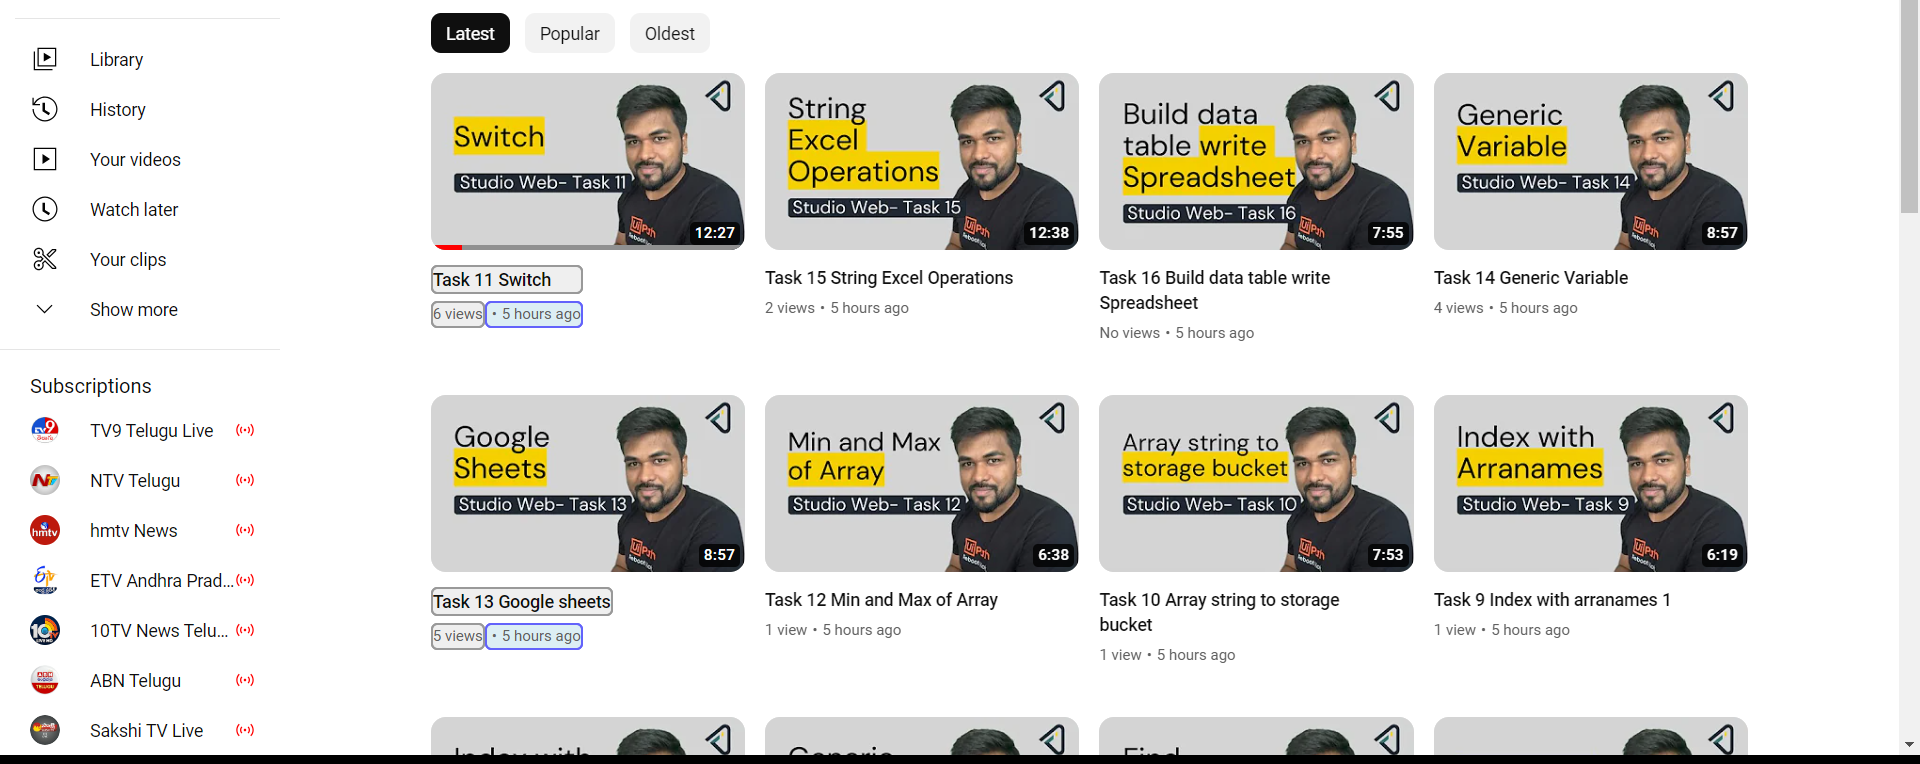 Latest
Popular
Oldest
Library
History
Your videos
Watch later
Your clips
Show more
Subscriptions
TV9 Telugu Live
NTV Telugu
hmtv News
ETV Andhra Prad...
10TV News Telu...
ABN Telugu
Sakshi TV Live
Switch
Studio Web- Task 11
12:27
Task 11 Switch
6 views • 5 hours ago
String
Excel
Operations
Studio Web- Task 15
12:38
Task 15 String Excel Operations
2 views • 5 hours ago
Build data
table write
Spreadsheet
Studio Web- Task 16
7:55
Task 16 Build data table write
Spreadsheet
No views • 5 hours ago
Generic
Variable
Studio Web- Task 14
8:57
Task 14 Generic Variable
4 views • 5 hours ago
Google
Sheets
Studio Web- Task 13
8:57
Task 13 Google sheets
5 views • 5 hours ago
Min and Max
of Array
Studio Web- Task 12
6:38
Task 12 Min and Max of Array
1 view • 5 hours ago
Array string to
storage bucket
Studio Web- Task 10
7:53
Task 10 Array string to storage
bucket
1 view • 5 hours ago
Index with
Arranames
Studio Web- Task 9
6:19
Task 9 Index with arranames 1
1 view • 5 hours ago
Index with
Generic
Find